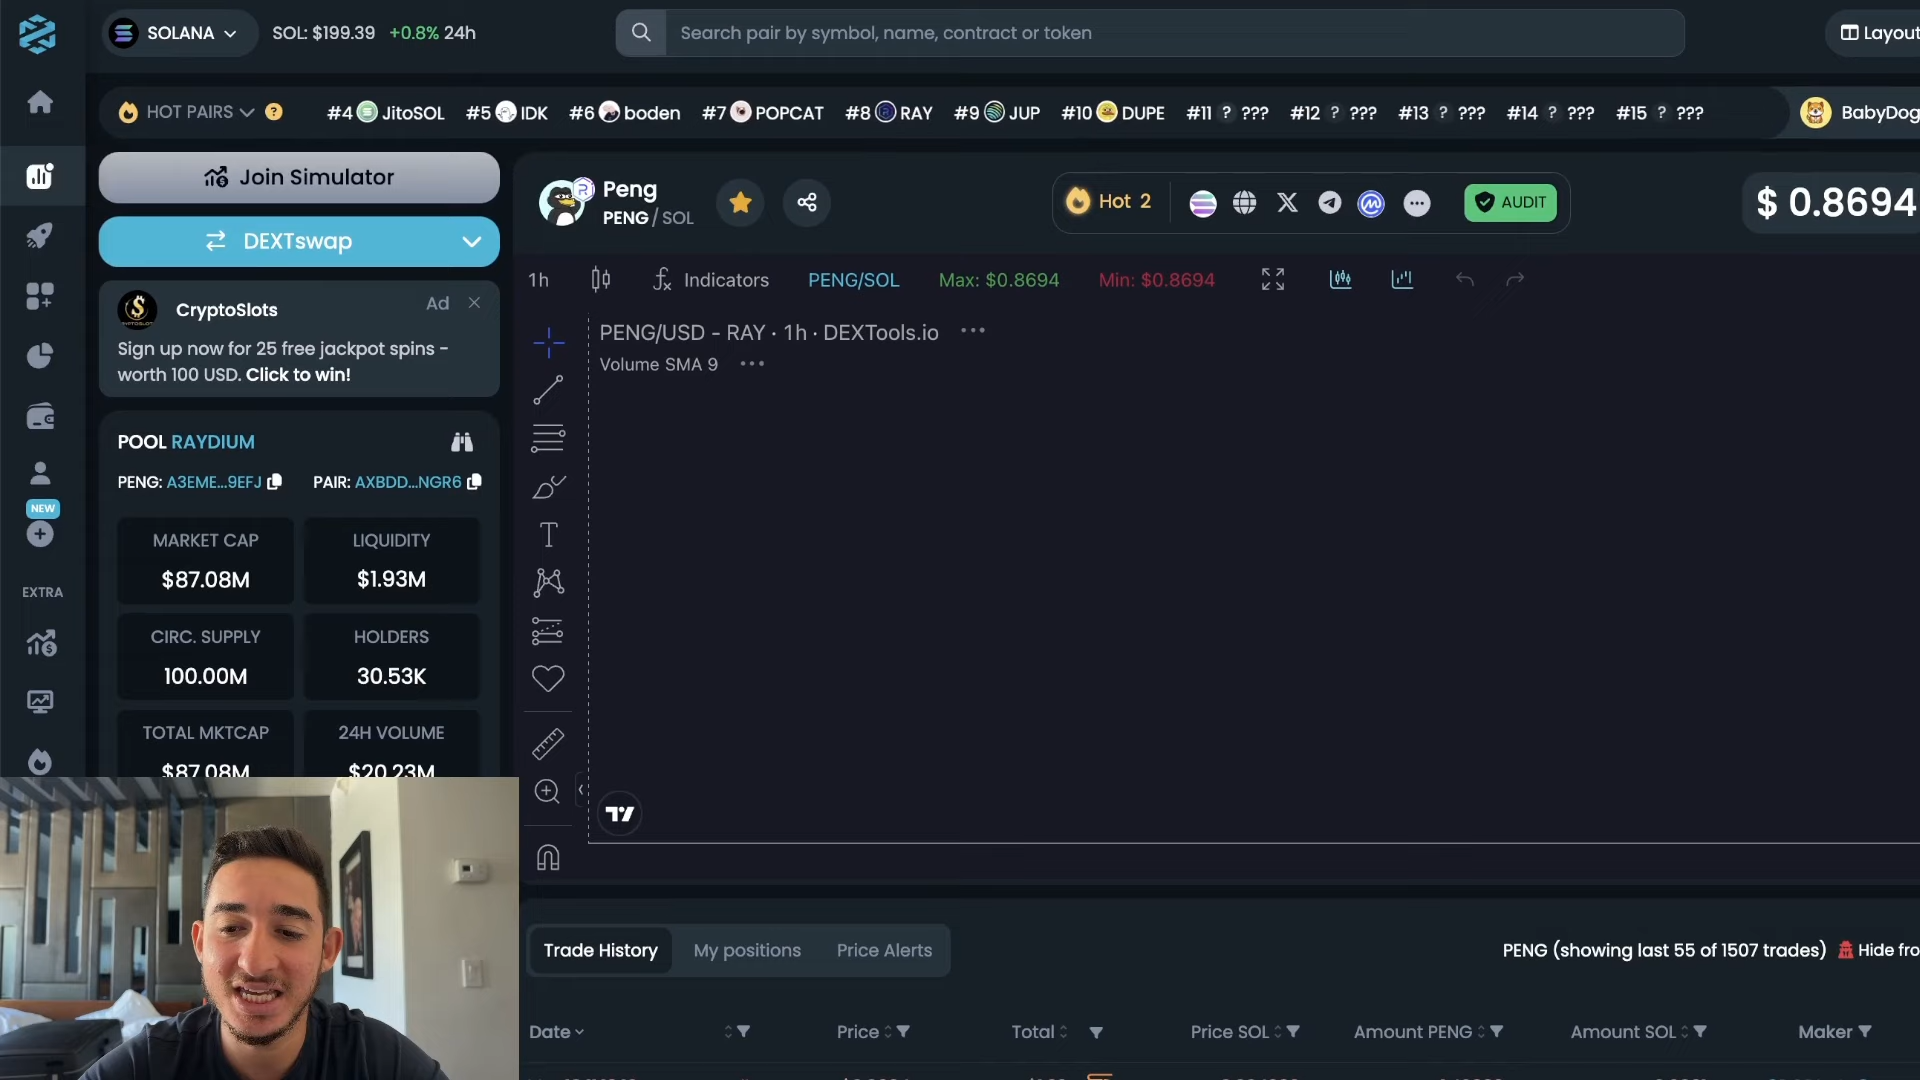 SOLANA
SOL: $199.39 +0.8% 24h
Search pair by symbol, name, contract or token
Layout
HOT PAIRS ?
#4 JitoSOL #5 IDK #6 boden #7 POPCAT #8 RAY #9 JUP #10 DUPE #11 ? ??? #12 ? ??? #13 ? ??? #14 ? ??? #15 ? ???
BabyDog
Join Simulator
DEXTswap
CryptoSlots
Ad
Sign up now for 25 free jackpot spins -
worth 100 USD. Click to win!
POOL RAYDIUM
PENG: A3EME...9EFJ PAIR: AXBDD...NGR6
MARKET CAP
$87.08M
LIQUIDITY
$1.93M
CIRC. SUPPLY
100.00M
HOLDERS
30.53K
TOTAL MKTCAP
$87.08M
24H VOLUME
$20.23M
NEW
EXTRA
Peng
PENG/SOL
Hot 2
AUDIT
$ 0.8694
1h
Indicators
PENG/SOL
Max: $0.8694
Min: $0.8694
PENG/USD - RAY · 1h · DEXTools.io
Volume SMA 9
Trade History My positions Price Alerts
PENG (showing last 55 of 1507 trades) Hide fro
Date Price Total Price SOL Amount PENG Amount SOL Maker